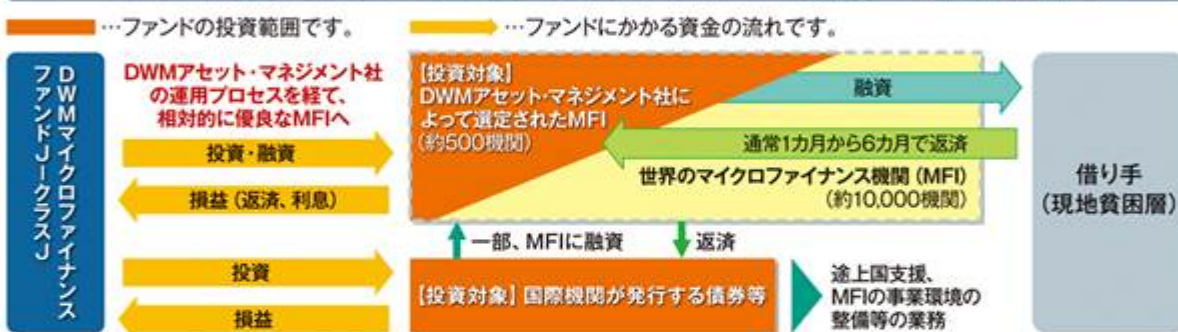 …ファンドの投資範囲です。
…ファンドにかかる資金の流れです。
DWMマイクロファイナンス
ファンドJークラスJ
DWMアセット・マネジメント社
の運用プロセスを経て、
相対的に優良なMFIへ
投資・融資
損益(返済、利息)
投資
損益
【投資対象】
DWMアセット・マネジメント社に
よって選定されたMFI
(約500機関)
融資
通常1カ月から6カ月で返済
世界のマイクロファイナンス機関(MFI)
(約10,000機関)
一部、MFIに融資
返済
【投資対象】国際機関が発行する債券等
途上国支援、
MFIの事業環境の
整備等の業務
借り手
(現地貧困層)